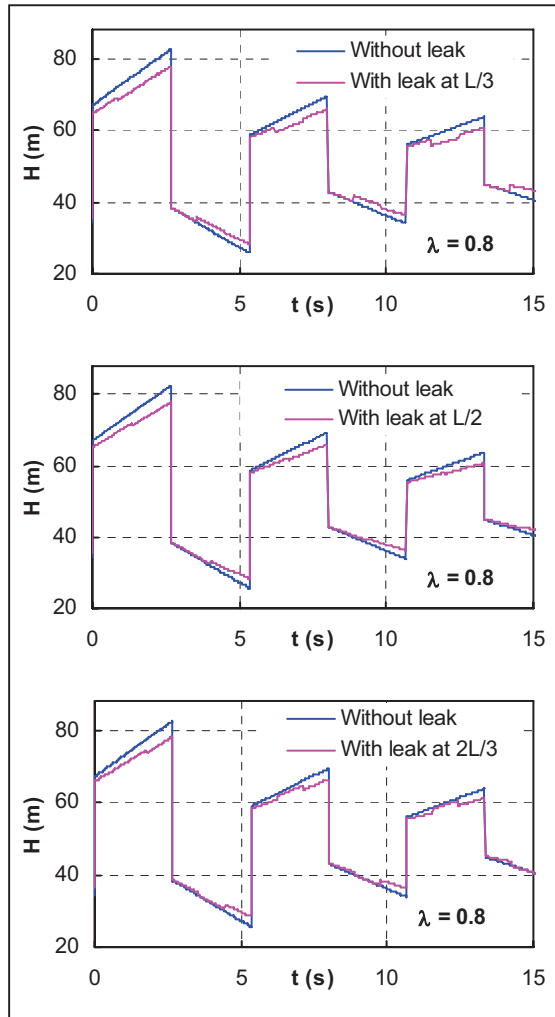 80
60
40
20
H (m)
Without leak
With leak at L/3
λ = 0.8
0
5
10
15
t (s)
80
60
40
20
H (m)
Without leak
With leak at L/2
λ = 0.8
0
5
10
15
t (s)
80
60
40
20
H (m)
Without leak
With leak at 2L/3
λ = 0.8
0
5
10
15
t (s)